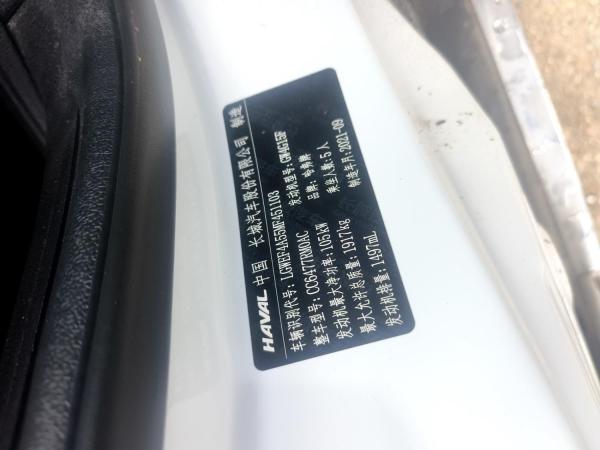 HAVAL 中国 长城汽车股份有限公司 制造
车辆识别代号: LGWEF4A55MF451103
整车型号: CC6477RM0AC 发动机型号: GW4G15F
发动机最大净功率: 105kW 品牌: 哈弗牌
最大允许总质量: 1917kg 乘坐人数: 5人
发动机排量: 1497mL 制造年月: 2021-09